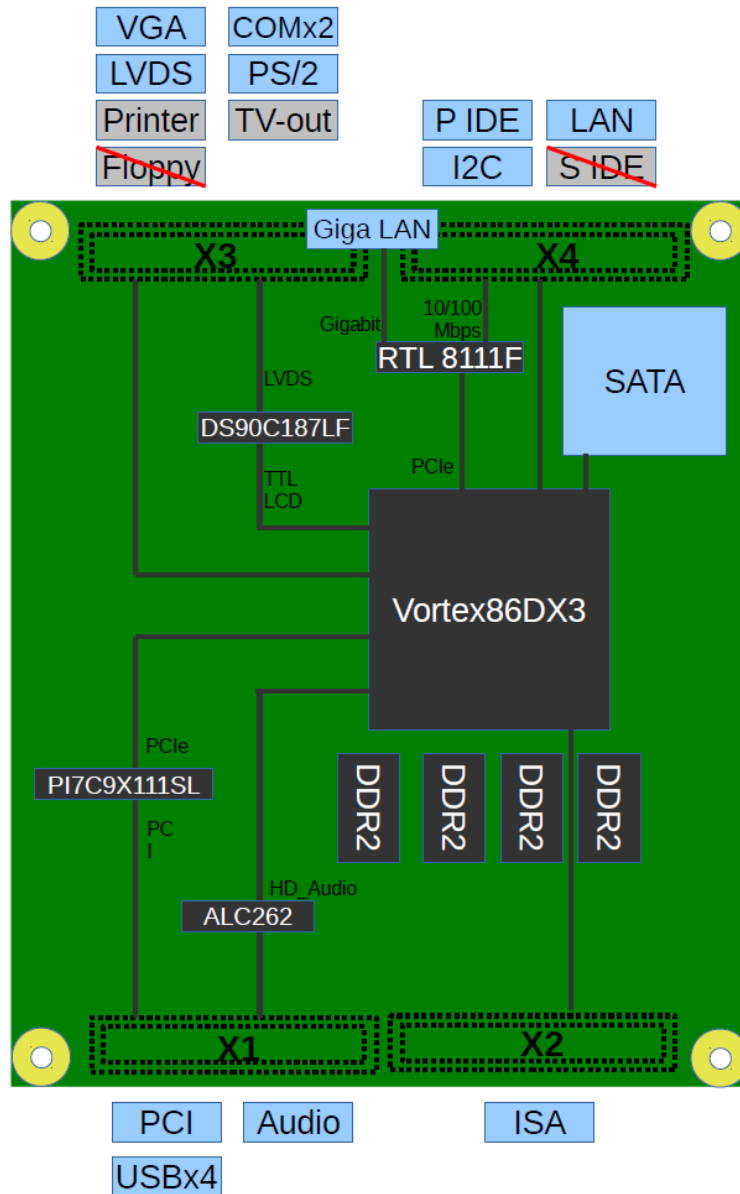 VGA
COMx2
LVDS
PS/2
Printer
TV-out
P IDE
LAN
Floppy
I2C
S IDE
Giga LAN
X3
X4
Gigabit
10/100
Mbps
RTL 8111F
SATA
LVDS
DS90C187LF
PCIe
TTL
LCD
Vortex86DX3
PCIe
PI7C9X111SL
DDR2
DDR2
DDR2
DDR2
PC
I
HD_Audio
ALC262
X1
X2
PCI
Audio
ISA
USBx4